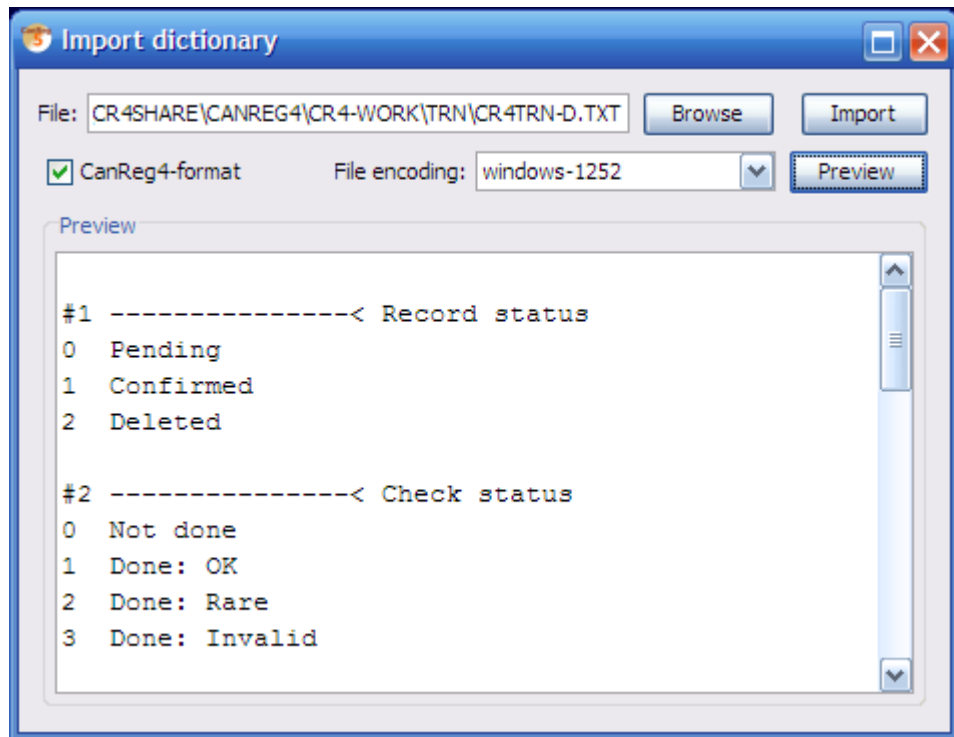 Import dictionary
File: CR4SHARE\CANREG4\CR4-WORK\TRN\CR4TRN-D.TXT Browse Import
CanReg4-format File encoding: windows-1252 Preview
Preview
#1 ---------------< Record status
0 Pending
1 Confirmed
2 Deleted
#2 ---------------< Check status
0 Not done
1 Done: OK
2 Done: Rare
3 Done: Invalid